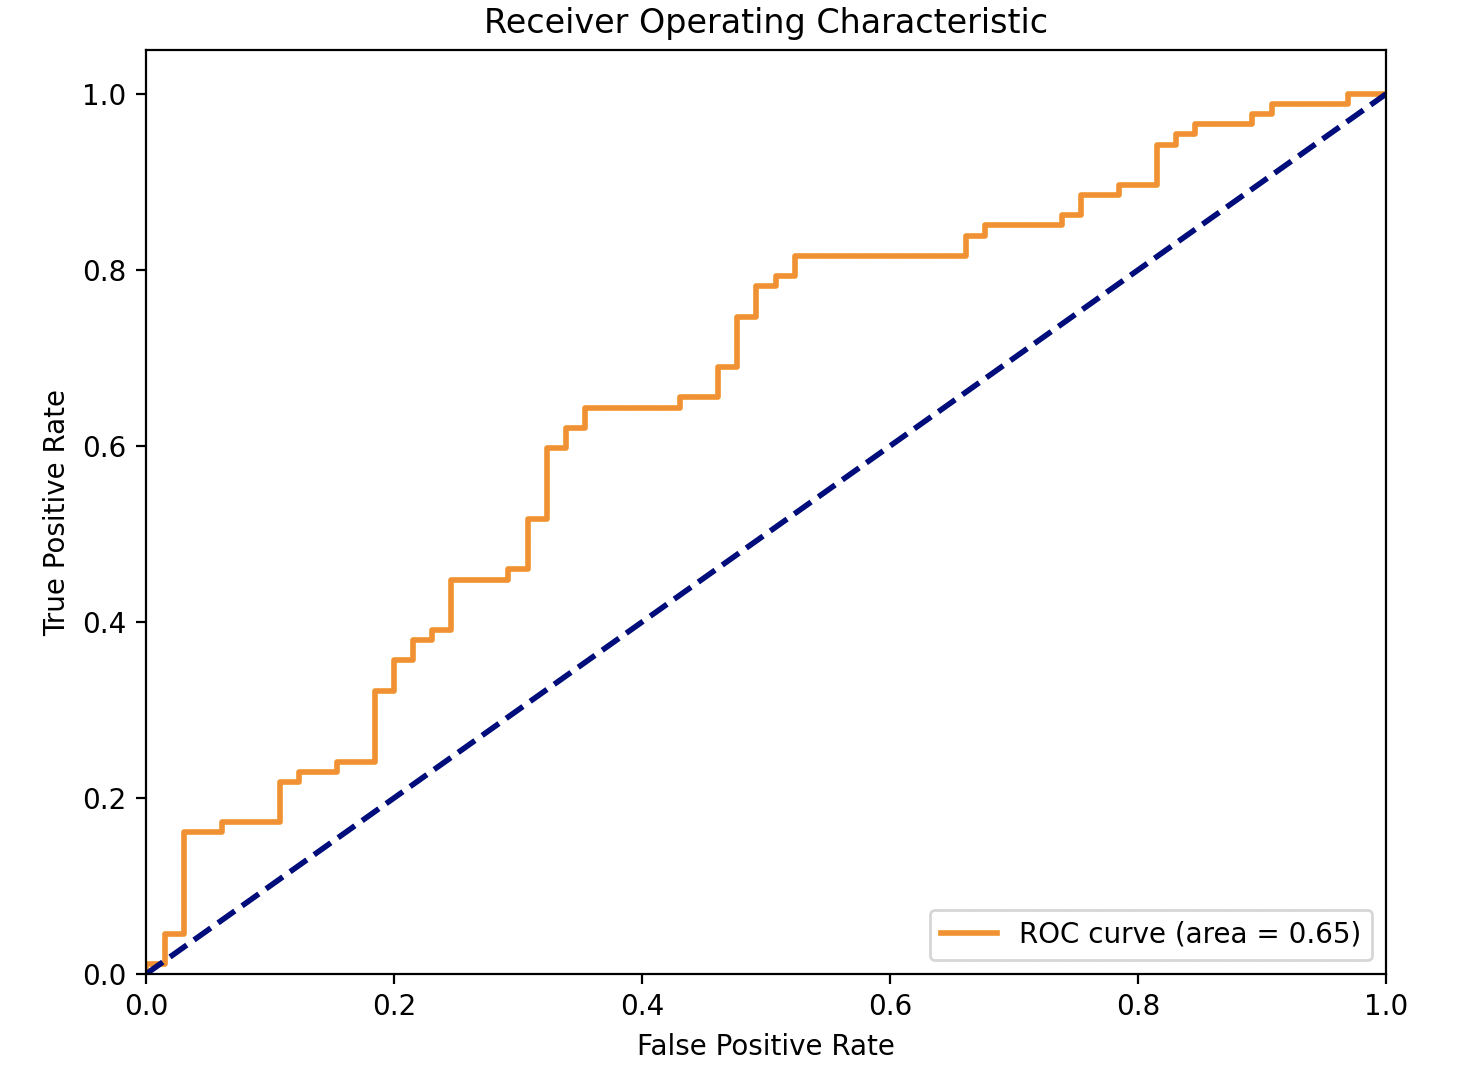 Receiver Operating Characteristic
1.0
0.8
0.6
0.4
0.2
0.0
True Positive Rate
ROC curve (area = 0.65)
0.0 0.2 0.4 0.6 0.8 1.0
False Positive Rate